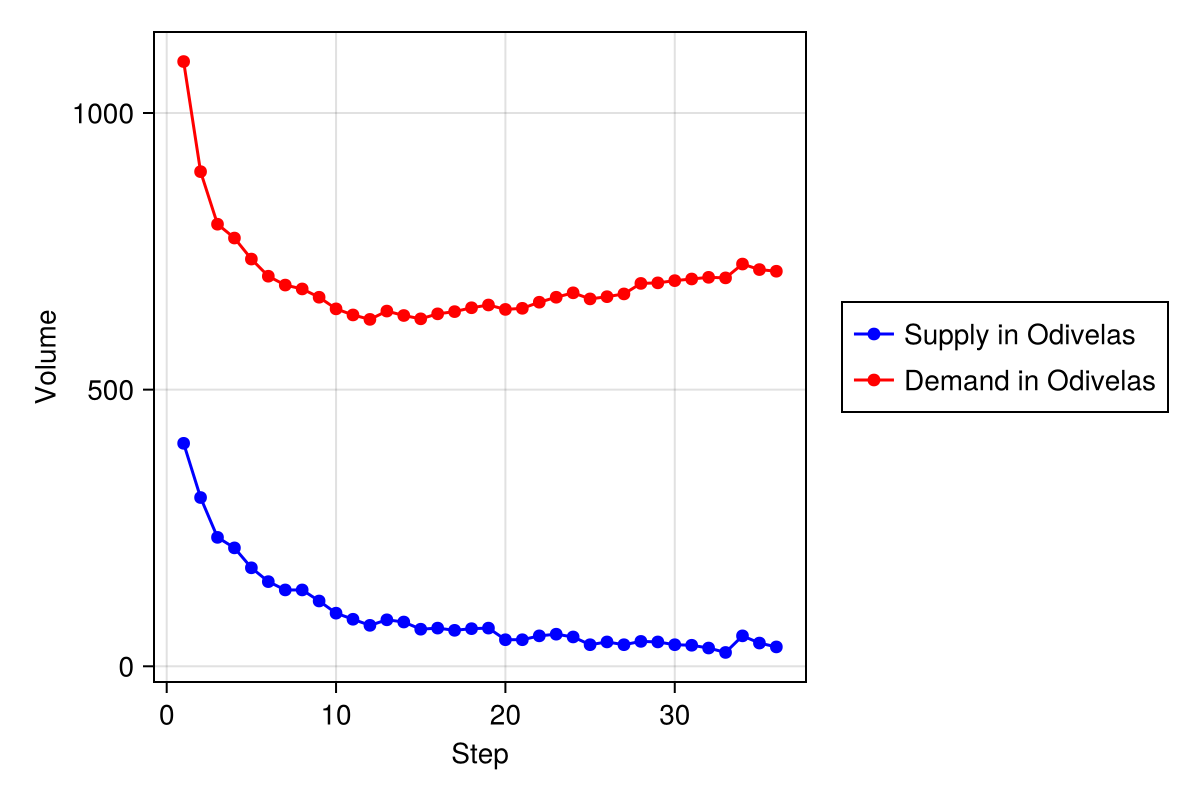 1000
500
0
Volume
0 10 20 30
Step
Supply in Odivelas
Demand in Odivelas